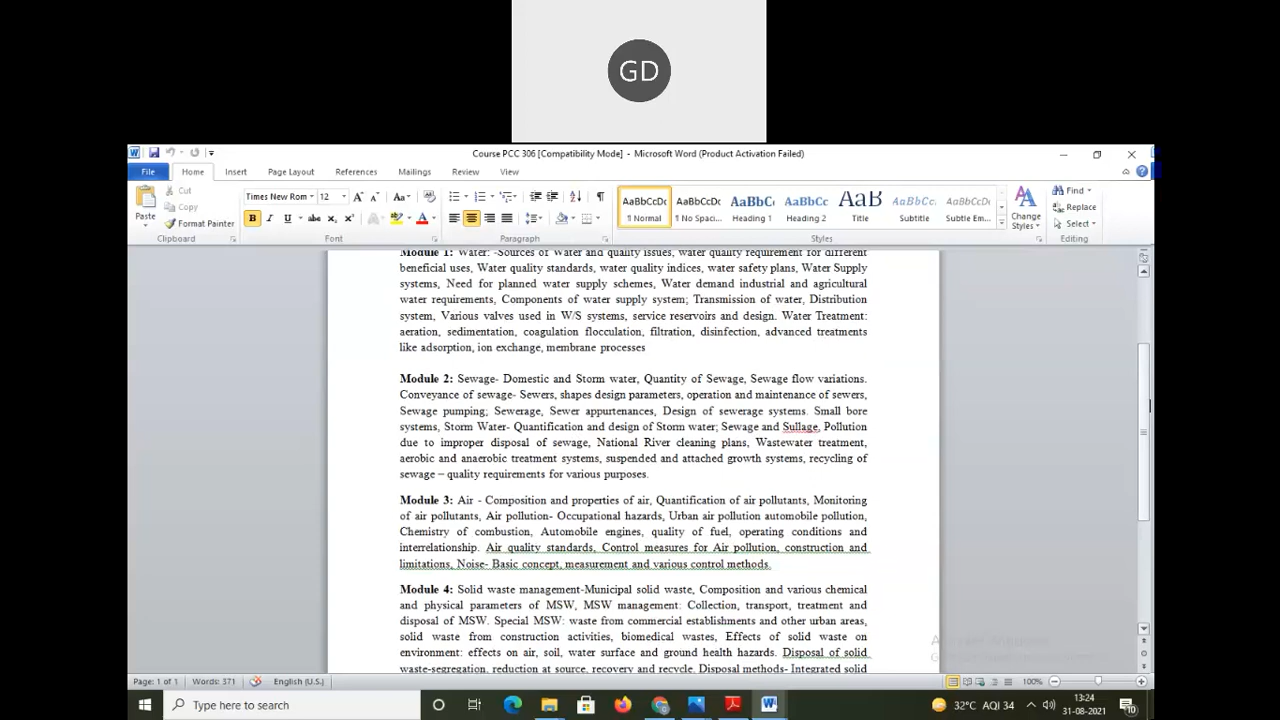 GD
Course PCC 306 [Compatibility Mode] - Microsoft Word (Product Activation Failed)
File Home Insert Page Layout References Mailings Review View
Paste Cut Copy Format Painter
Times New Rom 12
AaBbCcDc AaBbCcDc AaBbC AaBbCc AaB AaBbCc. AaBbCcD
¶ Normal ¶ No Spaci... Heading 1 Heading 2 Title Subtitle Subtle Em...
Change Styles
Find Replace Select
Clipboard Font Paragraph Styles Editing
Module 1: Water: -Sources of Water and quality issues, water quality requirement for different
beneficial uses, Water quality standards, water quality indices, water safety plans, Water Supply
systems, Need for planned water supply schemes, Water demand industrial and agricultural
water requirements, Components of water supply system; Transmission of water, Distribution
system, Various valves used in W/S systems, service reservoirs and design. Water Treatment:
aeration, sedimentation, coagulation flocculation, filtration, disinfection, advanced treatments
like adsorption, ion exchange, membrane processes
Module 2: Sewage- Domestic and Storm water, Quantity of Sewage, Sewage flow variations.
Conveyance of sewage- Sewers, shapes design parameters, operation and maintenance of sewers,
Sewage pumping; Sewerage, Sewer appurtenances, Design of sewerage systems. Small bore
systems, Storm Water- Quantification and design of Storm water; Sewage and Sullage, Pollution
due to improper disposal of sewage, National River cleaning plans, Wastewater treatment,
aerobic and anaerobic treatment systems, suspended and attached growth systems, recycling of
sewage – quality requirements for various purposes.
Module 3: Air - Composition and properties of air, Quantification of air pollutants, Monitoring
of air pollutants, Air pollution- Occupational hazards, Urban air pollution automobile pollution,
Chemistry of combustion, Automobile engines, quality of fuel, operating conditions and
interrelationship. Air quality standards, Control measures for Air pollution, construction and
limitations, Noise- Basic concept, measurement and various control methods.
Module 4: Solid waste management-Municipal solid waste, Composition and various chemical
and physical parameters of MSW, MSW management: Collection, transport, treatment and
disposal of MSW. Special MSW: waste from commercial establishments and other urban areas,
solid waste from construction activities, biomedical wastes, Effects of solid waste on
environment: effects on air, soil, water surface and ground health hazards. Disposal of solid
waste-segregation, reduction at source, recovery and recycle. Disposal methods- Integrated solid
Page: 1 of 1 Words: 371 English (U.S.) 100%
Type here to search
32°C AQI 34
13:24
31-08-2021
10